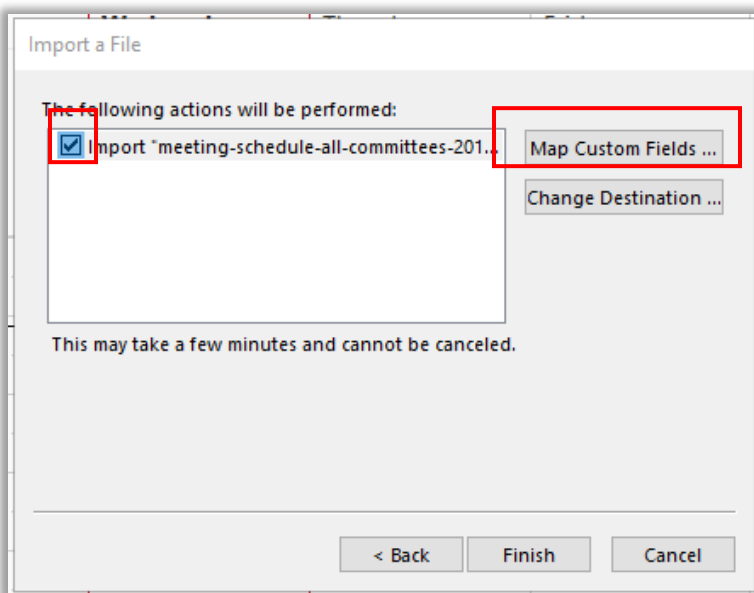 Import a File
The following actions will be performed:
Import "meeting-schedule-all-committees-201...
Map Custom Fields ...
Change Destination ...
This may take a few minutes and cannot be canceled.
< Back
Finish
Cancel